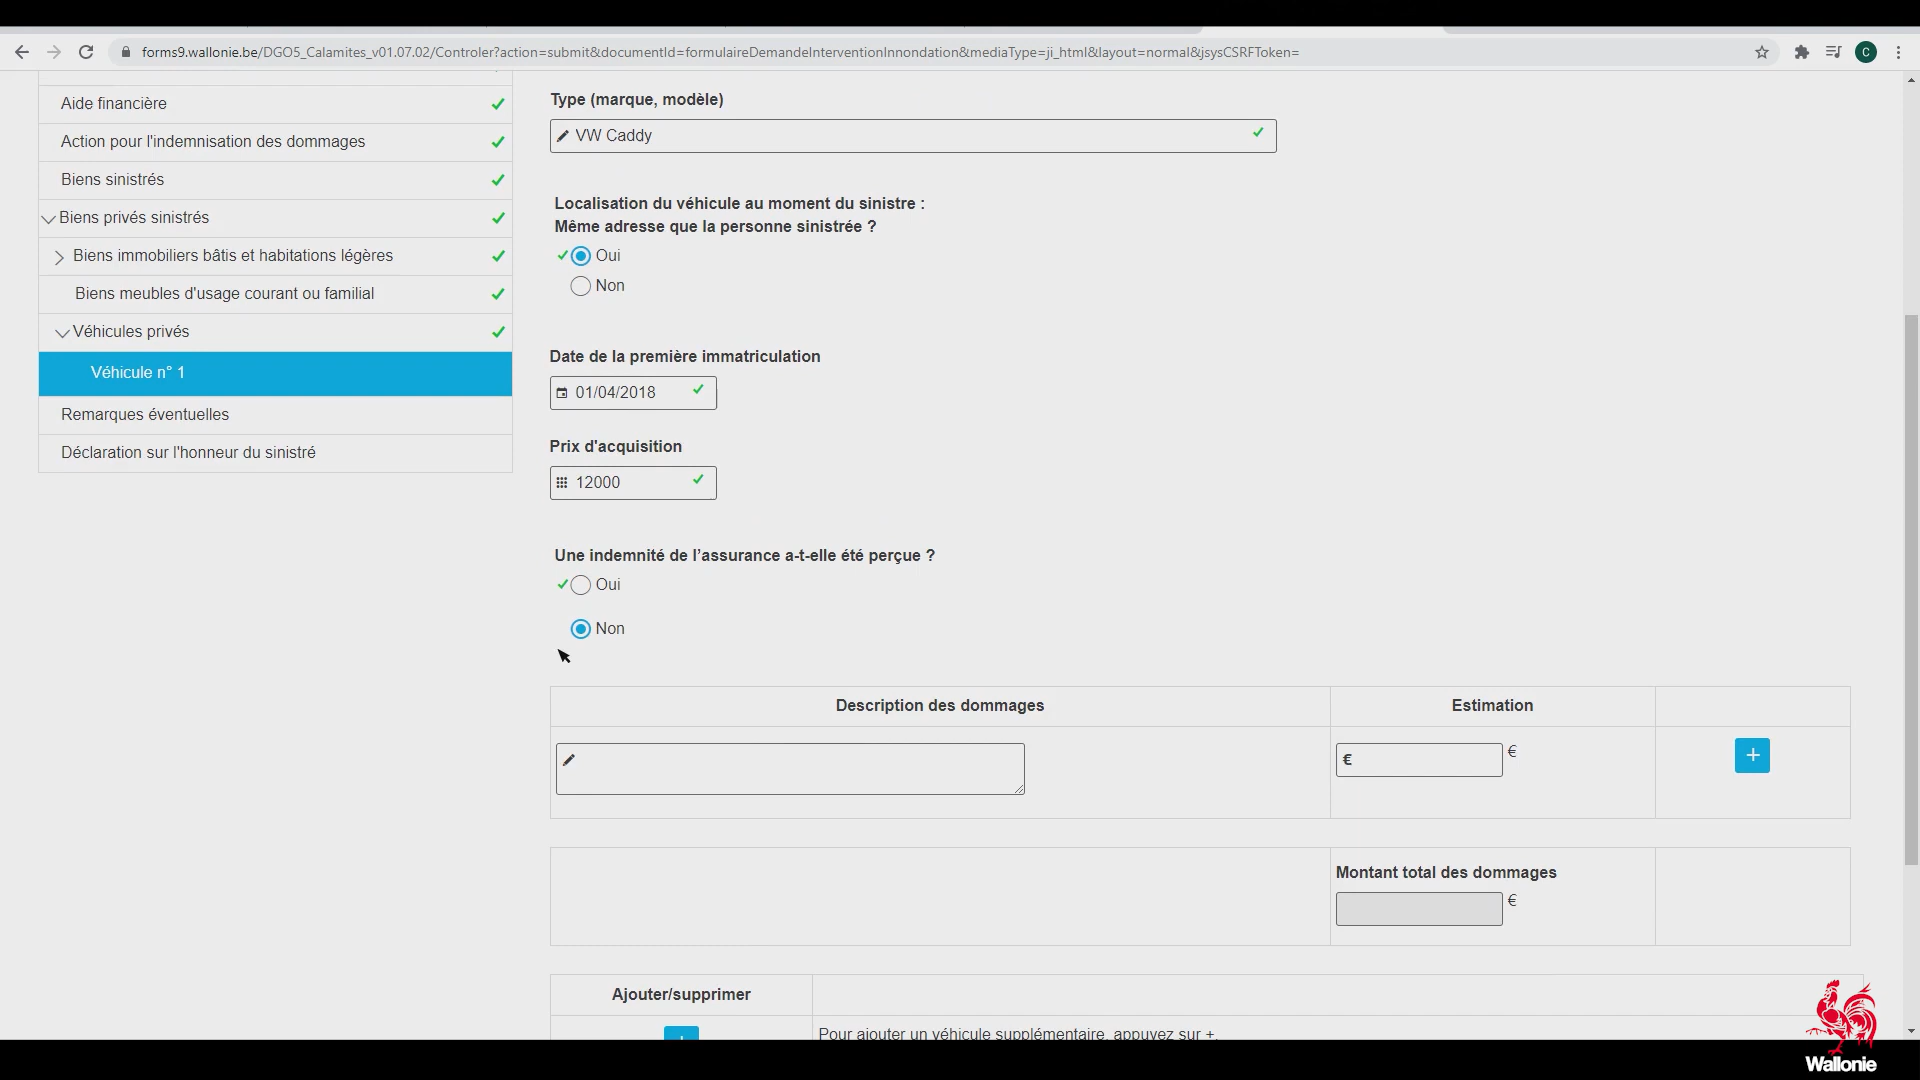 forms9.wallonie.be/DGO5_Calamites_v01.07.02/Controler?action=submit&documentId=formulaireDemandeInterventionInnondation&mediaType=ji_html&layout=normal&jsysCSRFToken=
C
Aide financière
Action pour l'indemnisation des dommages
Biens sinistrés
Biens privés sinistrés
Biens immobiliers bâtis et habitations légères
Biens meubles d'usage courant ou familial
Véhicules privés
Véhicule n° 1
Remarques éventuelles
Déclaration sur l'honneur du sinistré
Type (marque, modèle)
VW Caddy
Localisation du véhicule au moment du sinistre :
Même adresse que la personne sinistrée ?
Oui
Non
Date de la première immatriculation
01/04/2018
Prix d'acquisition
12000
Une indemnité de l’assurance a-t-elle été perçue ?
Oui
Non
Description des dommages Estimation
€ € +
Montant total des dommages
€
Ajouter/supprimer
+ Pour ajouter un véhicule supplémentaire, appuyez sur +.
Wallonie